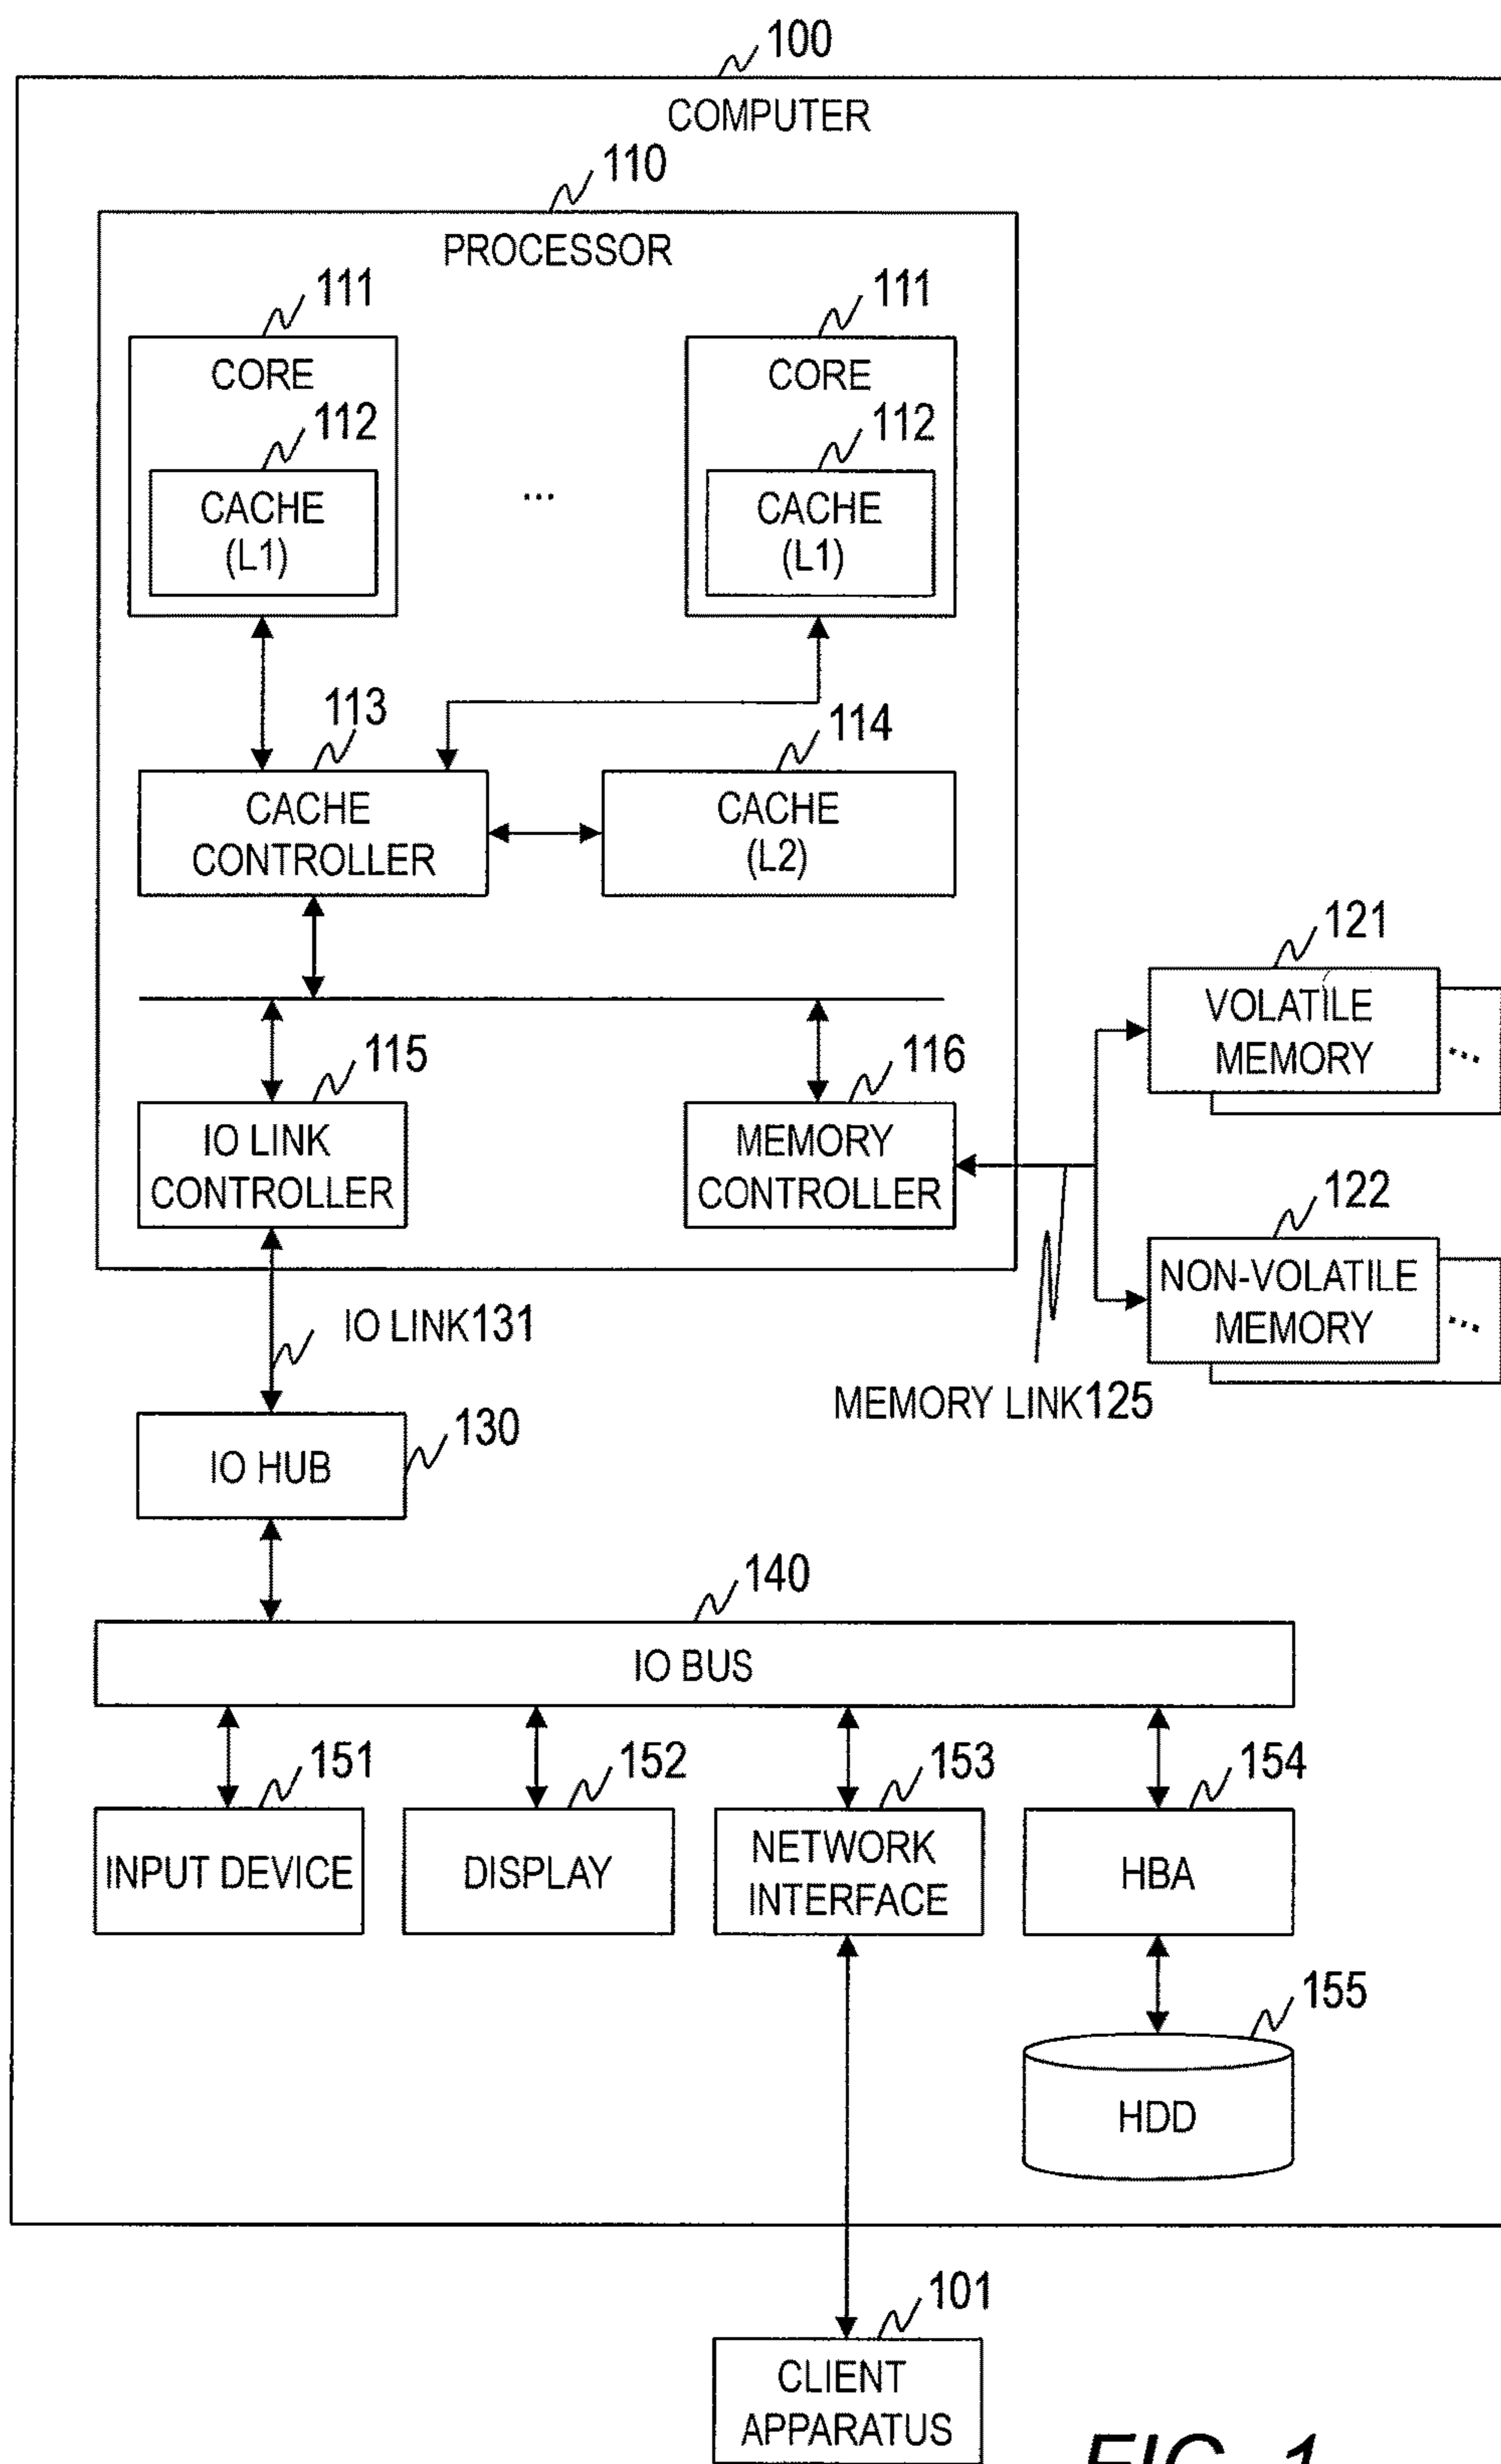 100
COMPUTER
110
PROCESSOR
111
111
CORE
CORE
112
112
CACHE
(L1)
...
CACHE
(L1)
113
114
CACHE
CONTROLLER
CACHE
(L2)
121
VOLATILE
MEMORY
...
115
116
IO LINK
CONTROLLER
MEMORY
CONTROLLER
122
NON-VOLATILE
MEMORY
...
IO LINK131
MEMORY LINK125
130
IO HUB
140
IO BUS
151
152
153
154
INPUT DEVICE
DISPLAY
NETWORK
INTERFACE
HBA
155
HDD
101
CLIENT
APPARATUS
FIG. 1